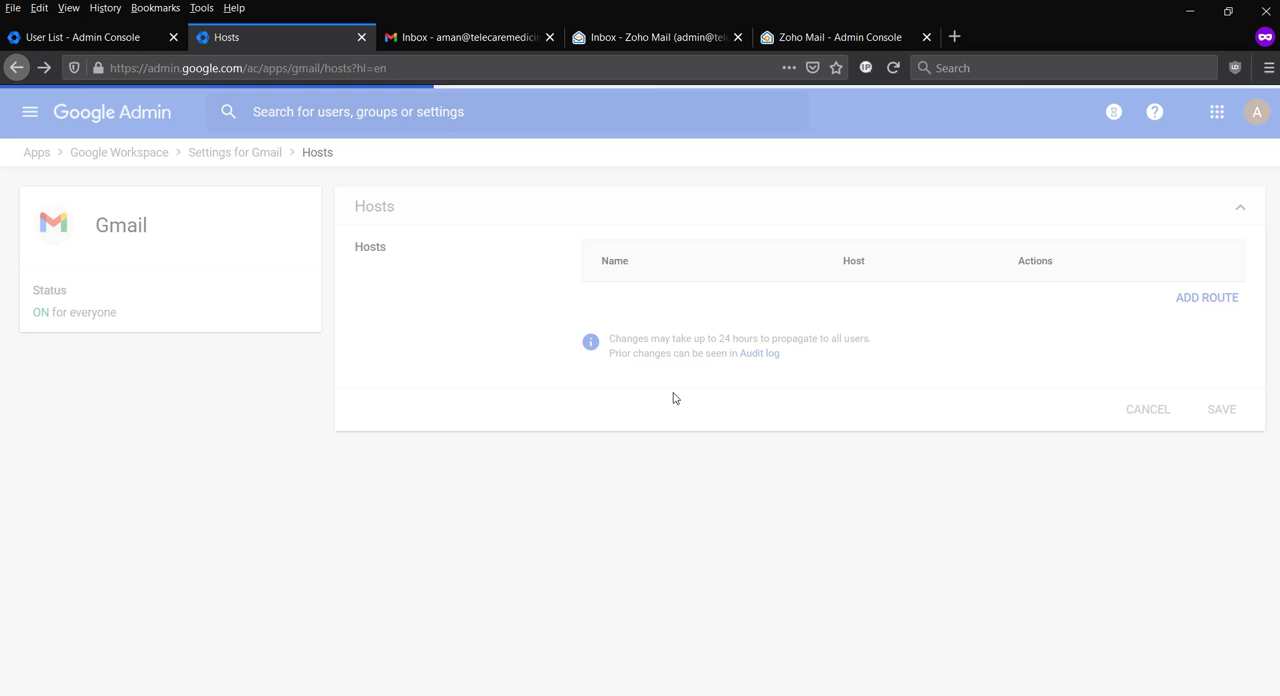 File Edit View History Bookmarks Tools Help
User List - Admin Console
Hosts
Inbox - aman@telecaremedicin
Inbox - Zoho Mail (admin@tel
Zoho Mail - Admin Console
https://admin.google.com/ac/apps/gmail/hosts?hl=en
Search
Google Admin
Search for users, groups or settings
A
Apps > Google Workspace > Settings for Gmail > Hosts
Gmail
Status
ON for everyone
Hosts
Hosts
Name Host Actions
ADD ROUTE
Changes may take up to 24 hours to propagate to all users.
Prior changes can be seen in Audit log
CANCEL SAVE